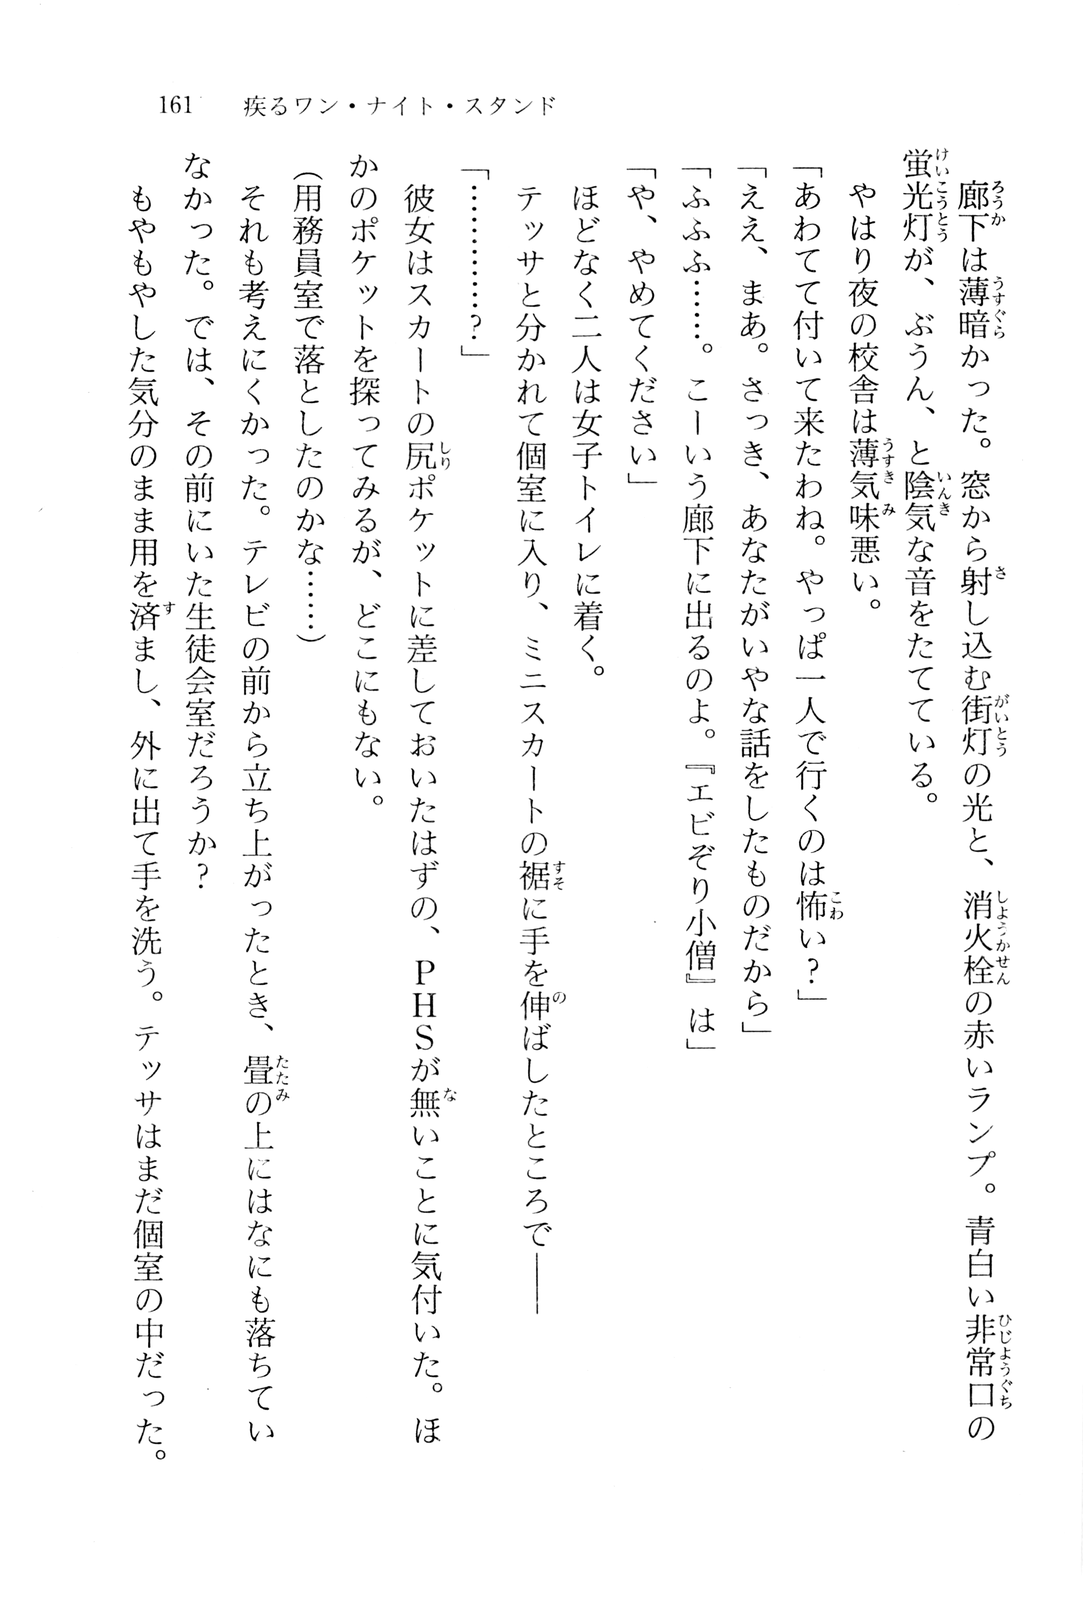 161　疾るワン・ナイト・スタンド
　廊下は薄暗かった。窓から射し込む街灯の光と、消火栓の赤いランプ。青白い非常口の
蛍光灯が、ぶうん、と陰気な音をたてている。
　やはり夜の校舎は薄気味悪い。
「あわてて付いて来たわね。やっぱ一人で行くのは怖い？」
「ええ、まあ。さっき、あなたがいやな話をしたものだから」
「ふふふ……。こーいう廊下に出るのよ。『エビぞり小僧』は」
「や、やめてください」
　ほどなく二人は女子トイレに着く。
　テッサと分かれて個室に入り、ミニスカートの裾に手を伸ばしたところで――
「…………？」
　彼女はスカートの尻ポケットに差しておいたはずの、ＰＨＳが無いことに気付いた。ほ
かのポケットを探ってみるが、どこにもない。
（用務員室で落としたのかな……）
　それも考えにくかった。テレビの前から立ち上がったとき、畳の上にはなにも落ちてい
なかった。では、その前にいた生徒会室だろうか？
　もやもやした気分のまま用を済まし、外に出て手を洗う。テッサはまだ個室の中だった。